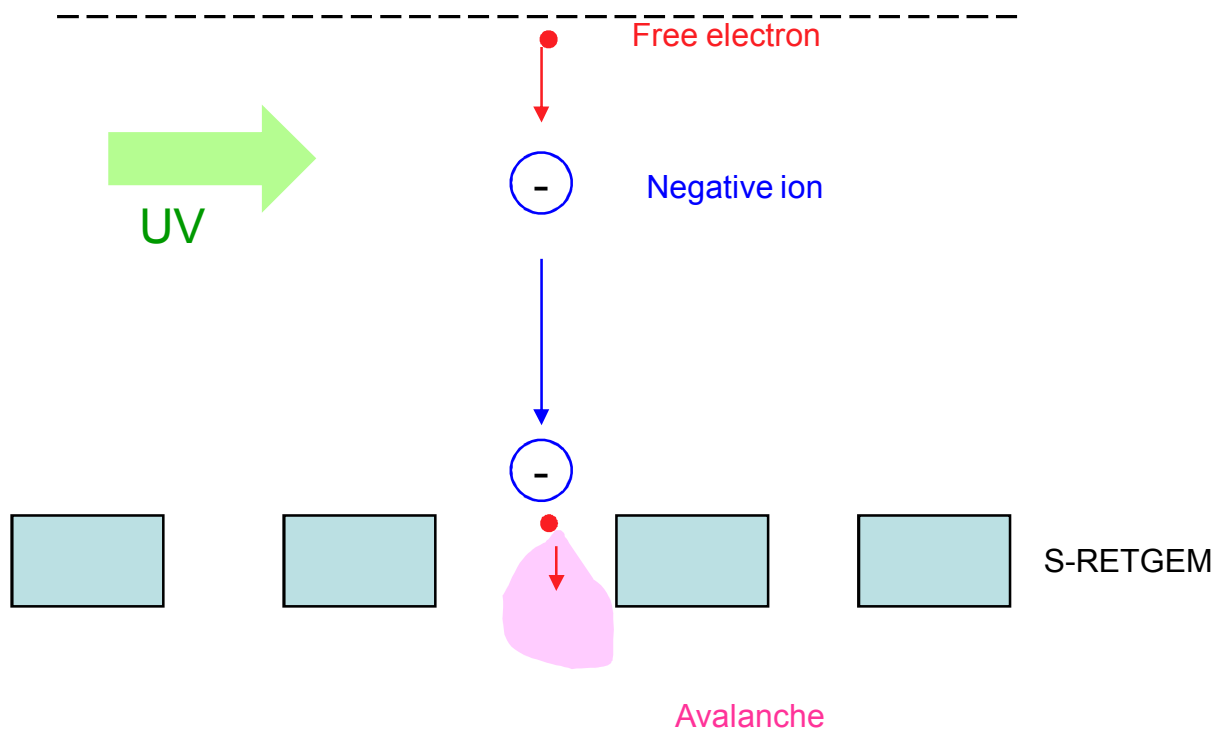 Free electron
-
Negative ion
UV
-
S-RETGEM
Avalanche